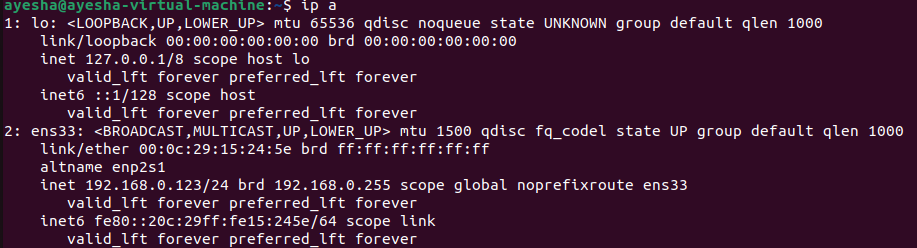 ayesha@ayesha-virtual-machine:~$ ip a
1: lo: <LOOPBACK,UP,LOWER_UP> mtu 65536 qdisc noqueue state UNKNOWN group default qlen 1000
link/loopback 00:00:00:00:00:00 brd 00:00:00:00:00:00
inet 127.0.0.1/8 scope host lo
valid_lft forever preferred_lft forever
inet6 ::1/128 scope host
valid_lft forever preferred_lft forever
2: ens33: <BROADCAST,MULTICAST,UP,LOWER_UP> mtu 1500 qdisc fq_codel state UP group default qlen 1000
link/ether 00:0c:29:15:24:5e brd ff:ff:ff:ff:ff:ff
altname enp2s1
inet 192.168.0.123/24 brd 192.168.0.255 scope global noprefixroute ens33
valid_lft forever preferred_lft forever
inet6 fe80::20c:29ff:fe15:245e/64 scope link
valid_lft forever preferred_lft forever